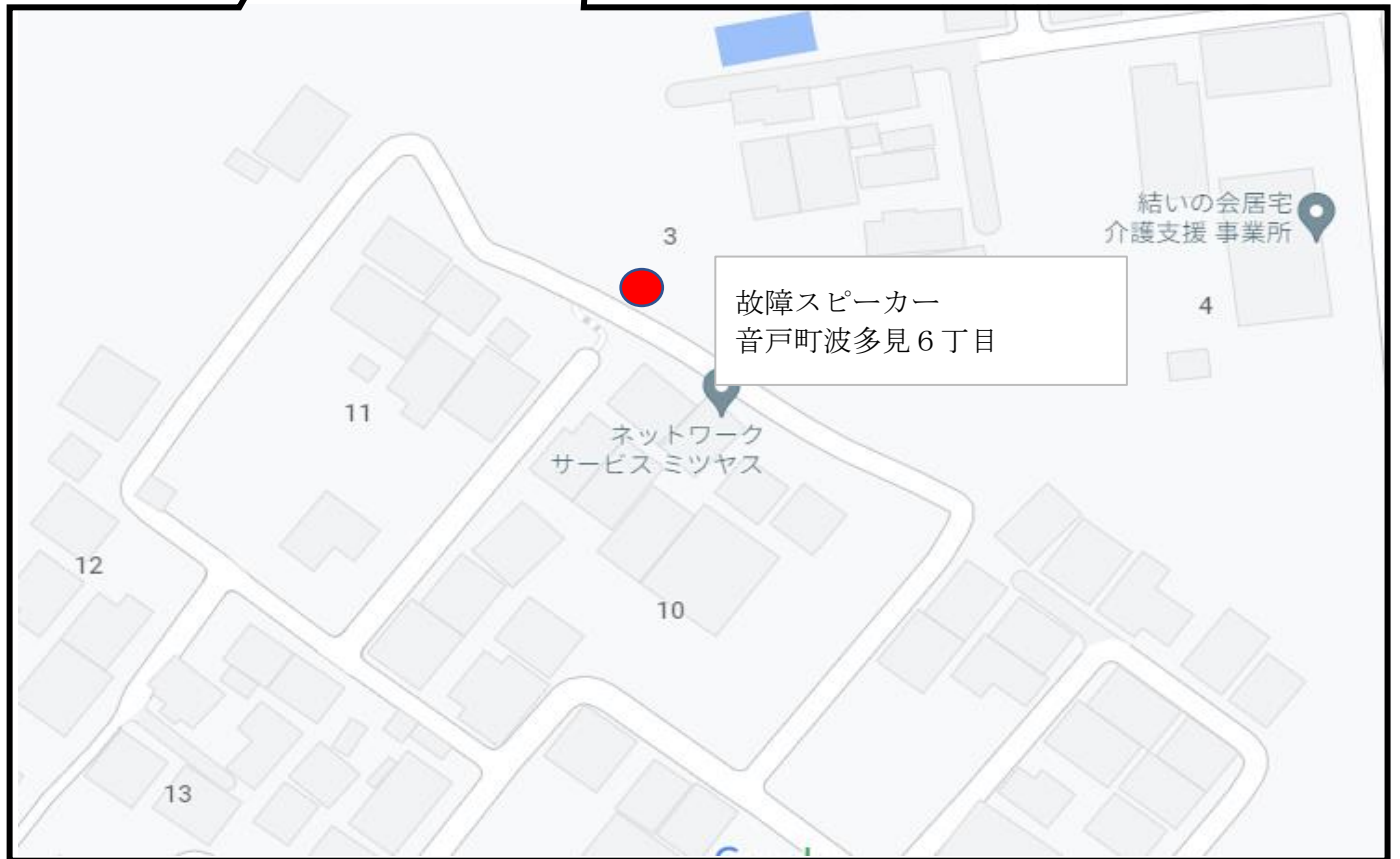 結いの会居宅
介護支援 事業所
3
故障スピーカー
音戸町波多見６丁目
4
11
ネットワーク
サービス ミツヤス
12
10
13